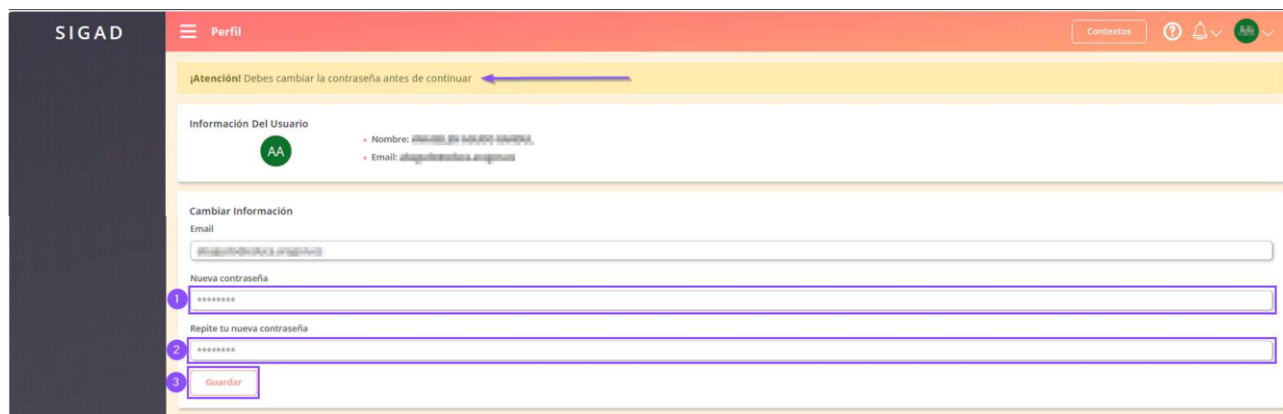 SIGAD
Perfil
Contextos
¡Atención! Debes cambiar la contraseña antes de continuar
Información Del Usuario
AA
• Nombre:
• Email:
Cambiar Información
Email
Nueva contraseña
1
********
Repite tu nueva contraseña
2
********
3
Guardar